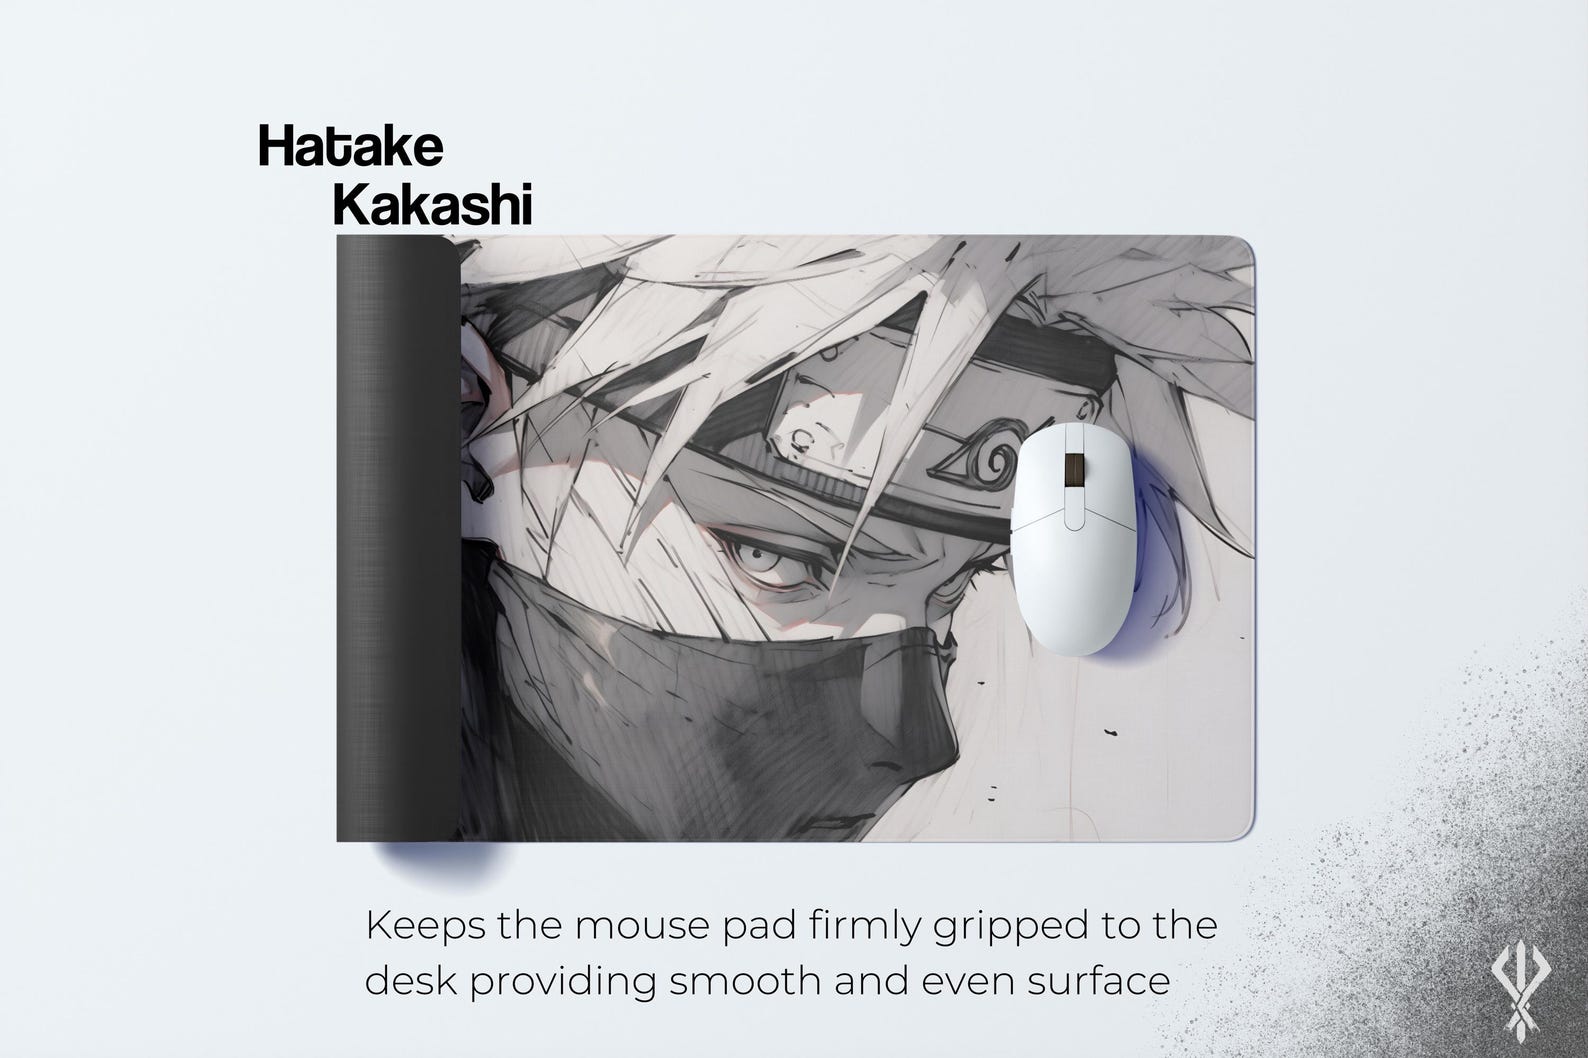 Hatake
Kakashi
Keeps the mouse pad firmly gripped to the
desk providing smooth and even surface